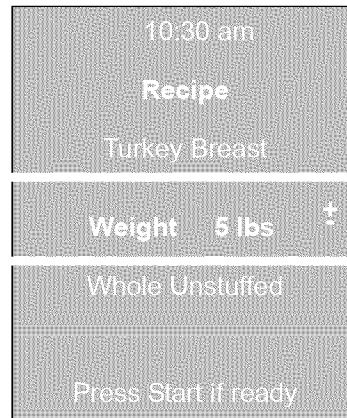 10:30 am
Recipe
Turkey Breast
Weight 5 lbs ±
Whole Unstuffed
Press Start if ready